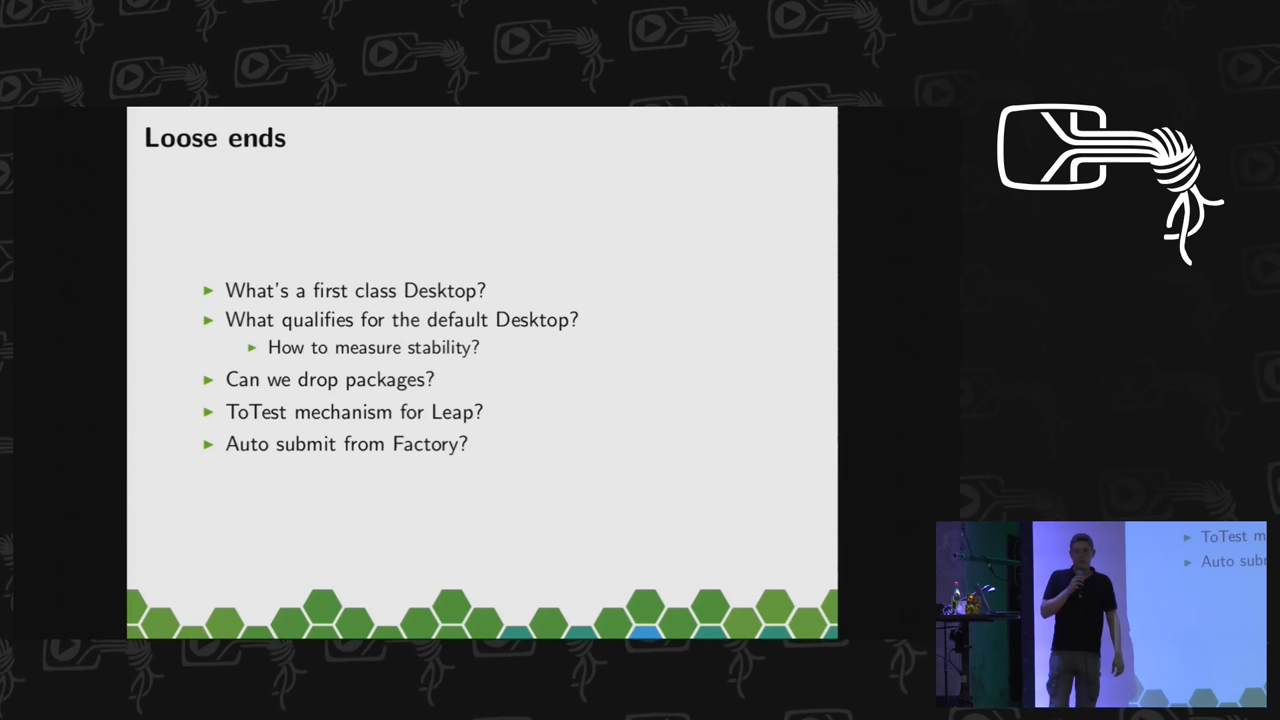 Loose ends
What's a first class Desktop?
What qualifies for the default Desktop?
How to measure stability?
Can we drop packages?
ToTest mechanism for Leap?
Auto submit from Factory?
ToTest m
Auto sub